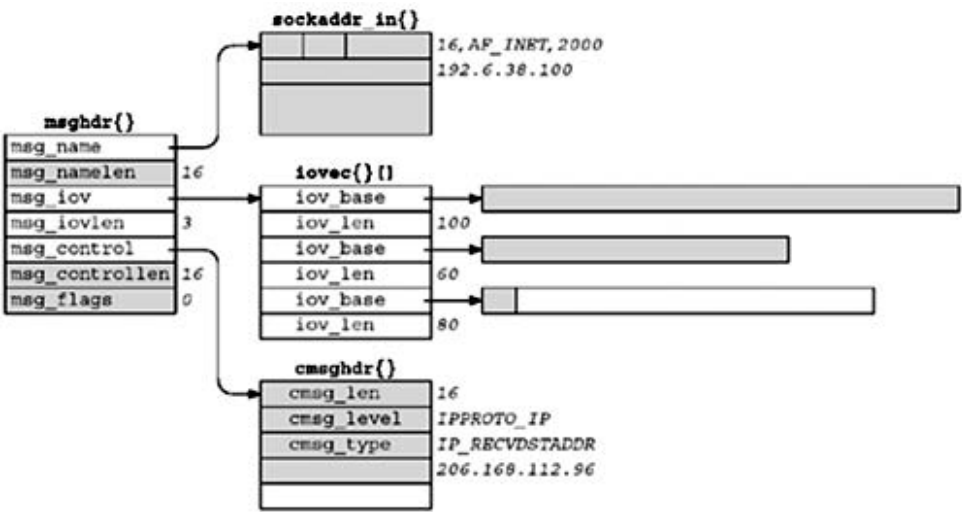 sockaddr_in{}
16,AF_INET,2000
192.6.38.100
msghdr{}
msg_name
msg_namelen 16
msg_iov
msg_iovlen 3
msg_control
msg_controllen 16
msg_flags 0
iovec{}[]
iov_base
iov_len 100
iov_base
iov_len 60
iov_base
iov_len 80
cmsghdr{}
cmsg_len 16
cmsg_level IPPROTO_IP
cmsg_type IP_RECVDSTADDR
206.168.112.96